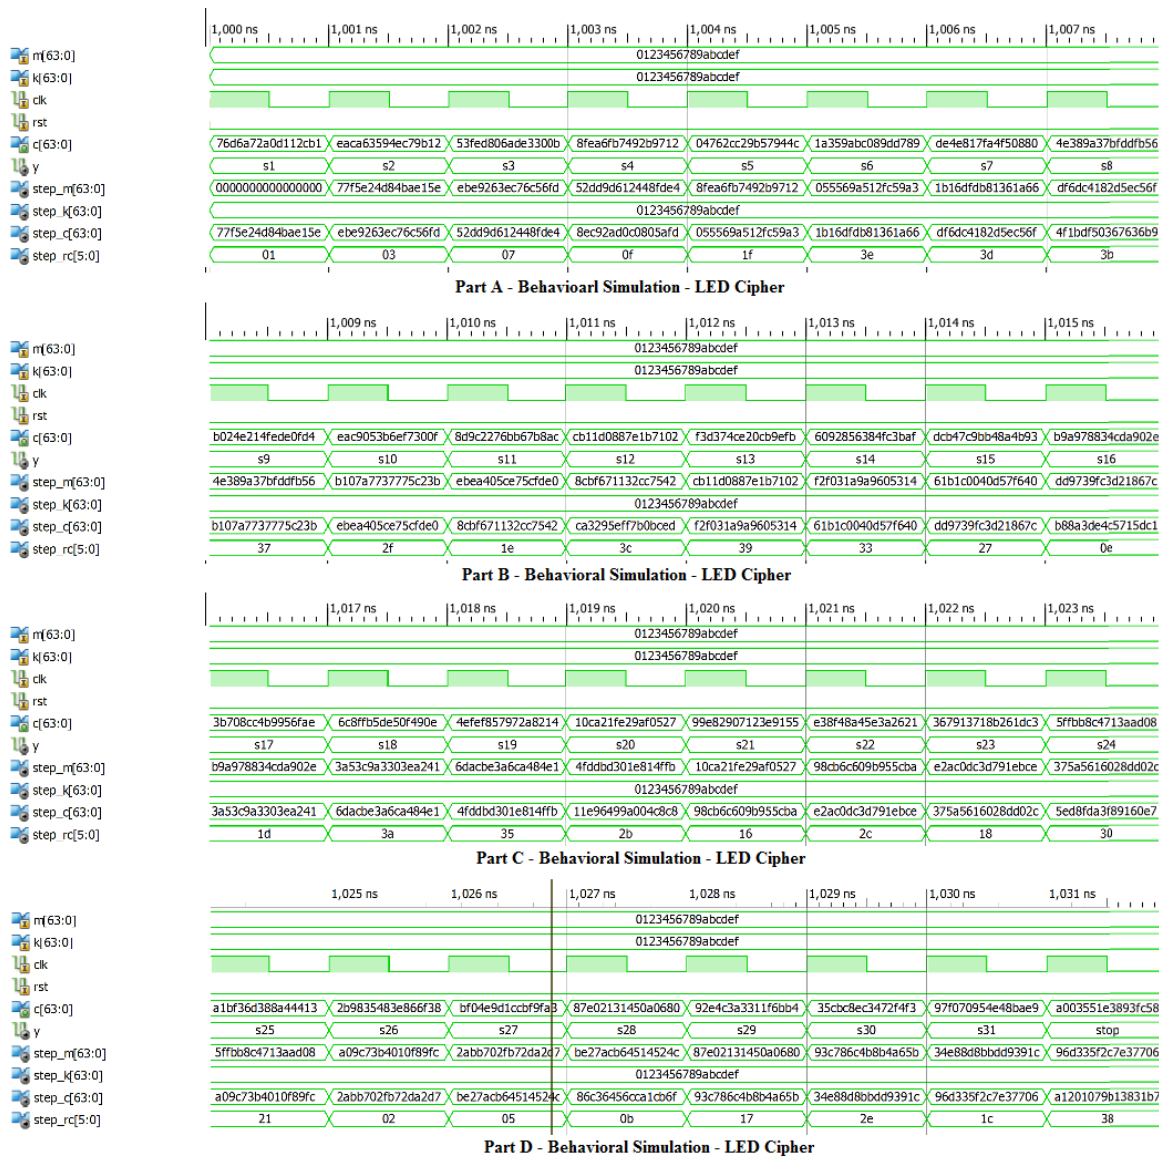 1,000 ns 1,001 ns 1,002 ns 1,003 ns 1,004 ns 1,005 ns 1,006 ns 1,007 ns
m[63:0] 0123456789abcdef
k[63:0] 0123456789abcdef
clk
rst
c[63:0] 76d6a72a0d112cb1 eaca63594ec79b12 53fed806ade3300b 8fea6fb7492b9712 04762cc29b57944c 1a359abc089dd789 de4e817fa4f50880 4e389a37bfddfb56
y s1 s2 s3 s4 s5 s6 s7 s8
step_m[63:0] 0000000000000000 77f5e24d84bae15e ebe9263ec76c56fd 52dd9d612448fde4 8fea6fb7492b9712 055569a512fc59a3 1b16dfdb81361a66 df6dc4182d5ec56f
step_k[63:0] 0123456789abcdef
step_c[63:0] 77f5e24d84bae15e ebe9263ec76c56fd 52dd9d612448fde4 8ec92ad0c0805afd 055569a512fc59a3 1b16dfdb81361a66 df6dc4182d5ec56f 4f1bdf50367636b9
step_rc[5:0] 01 03 07 0f 1f 3e 3d 3b
Part A - Behavioarl Simulation - LED Cipher
1,009 ns 1,010 ns 1,011 ns 1,012 ns 1,013 ns 1,014 ns 1,015 ns
m[63:0] 0123456789abcdef
k[63:0] 0123456789abcdef
clk
rst
c[63:0] b024e214fede0fd4 eac9053b6ef7300f 8d9c2276bb67b8ac cb11d0887e1b7102 f3d374ce20cb9efb 6092856384fc3baf dcb47c9bb48a4b93 b9a978834cda902e
y s9 s10 s11 s12 s13 s14 s15 s16
step_m[63:0] 4e389a37bfddfb56 b107a7737775c23b ebea405ce75cfde0 8cbf671132cc7542 cb11d0887e1b7102 f2f031a9a9605314 61b1c0040d57f640 dd9739fc3d21867c
step_k[63:0] 0123456789abcdef
step_c[63:0] b107a7737775c23b ebea405ce75cfde0 8cbf671132cc7542 ca3295eff7b0bced f2f031a9a9605314 61b1c0040d57f640 dd9739fc3d21867c b88a3de4c5715dc1
step_rc[5:0] 37 2f 1e 3c 39 33 27 0e
Part B - Behavioral Simulation - LED Cipher
1,017 ns 1,018 ns 1,019 ns 1,020 ns 1,021 ns 1,022 ns 1,023 ns
m[63:0] 0123456789abcdef
k[63:0] 0123456789abcdef
clk
rst
c[63:0] 3b708cc4b9956fae 6c8ffb5de50f490e 4efef857972a8214 10ca21fe29af0527 99e82907123e9155 e38f48a45e3a2621 367913718b261dc3 5ffbb8c4713aad08
y s17 s18 s19 s20 s21 s22 s23 s24
step_m[63:0] b9a978834cda902e 3a53c9a3303ea241 6dacbe3a6ca484e1 4fddbd301e814ffb 10ca21fe29af0527 98cb6c609b955cba e2ac0dc3d791ebce 375a5616028dd02c
step_k[63:0] 0123456789abcdef
step_c[63:0] 3a53c9a3303ea241 6dacbe3a6ca484e1 4fddbd301e814ffb 11e96499a004c8c8 98cb6c609b955cba e2ac0dc3d791ebce 375a5616028dd02c 5ed8fda3f89160e7
step_rc[5:0] 1d 3a 35 2b 16 2c 18 30
Part C - Behavioral Simulation - LED Cipher
1,025 ns 1,026 ns 1,027 ns 1,028 ns 1,029 ns 1,030 ns 1,031 ns
m[63:0] 0123456789abcdef
k[63:0] 0123456789abcdef
clk
rst
c[63:0] a1bf36d388a44413 2b9835483e866f38 bf04e9d1ccbf9fa3 87e02131450a0680 92e4c3a3311f6bb4 35cbc8ec3472f4f3 97f070954e48bae9 a003551e3893fc58
y s25 s26 s27 s28 s29 s30 s31 stop
step_m[63:0] 5ffbb8c4713aad08 a09c73b4010f89fc 2abb702fb72da2d7 be27acb64514524c 87e02131450a0680 93c786c4b8b4a65b 34e88d8bbdd9391c 96d335f2c7e37706
step_k[63:0] 0123456789abcdef
step_c[63:0] a09c73b4010f89fc 2abb702fb72da2d7 be27acb64514524c 86c36456cca1cb6f 93c786c4b8b4a65b 34e88d8bbdd9391c 96d335f2c7e37706 a1201079b13831b7
step_rc[5:0] 21 02 05 0b 17 2e 1c 38
Part D - Behavioral Simulation - LED Cipher